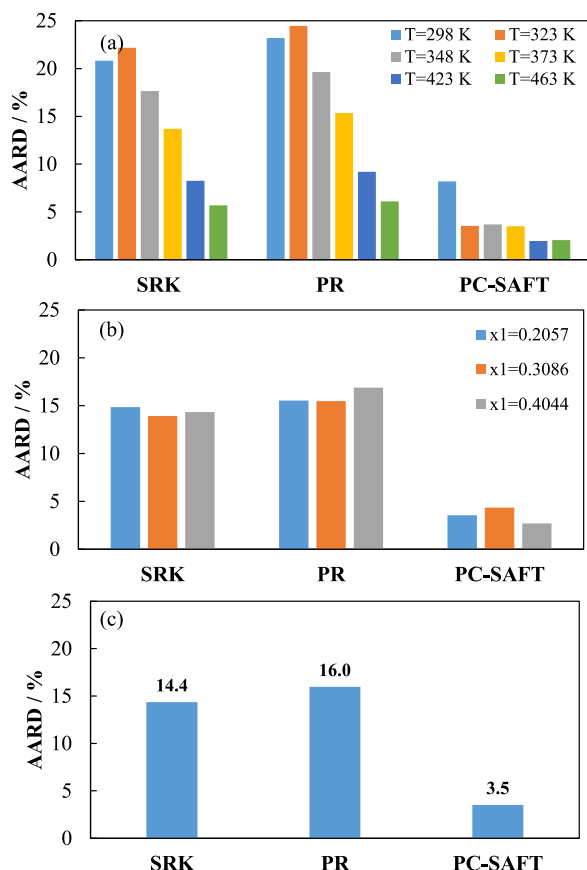 (a)
T=298 K T=323 K
T=348 K T=373 K
T=423 K T=463 K
AARD / %
25
20
15
10
5
0
SRK PR PC-SAFT
(b)
x1=0.2057
x1=0.3086
x1=0.4044
AARD / %
25
20
15
10
5
0
SRK PR PC-SAFT
(c)
AARD / %
25
20
15
10
5
0
14.4 16.0 3.5
SRK PR PC-SAFT